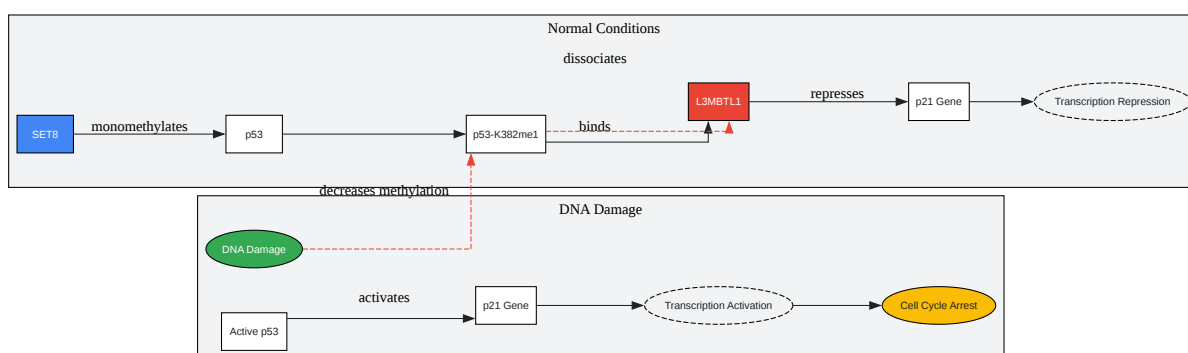 Normal Conditions
dissociates
SET8
monomethylates
p53
p53-K382me1
binds
L3MBTL1
represses
p21 Gene
Transcription Repression
decreases methylation
DNA Damage
DNA Damage
activates
Active p53
p21 Gene
Transcription Activation
Cell Cycle Arrest